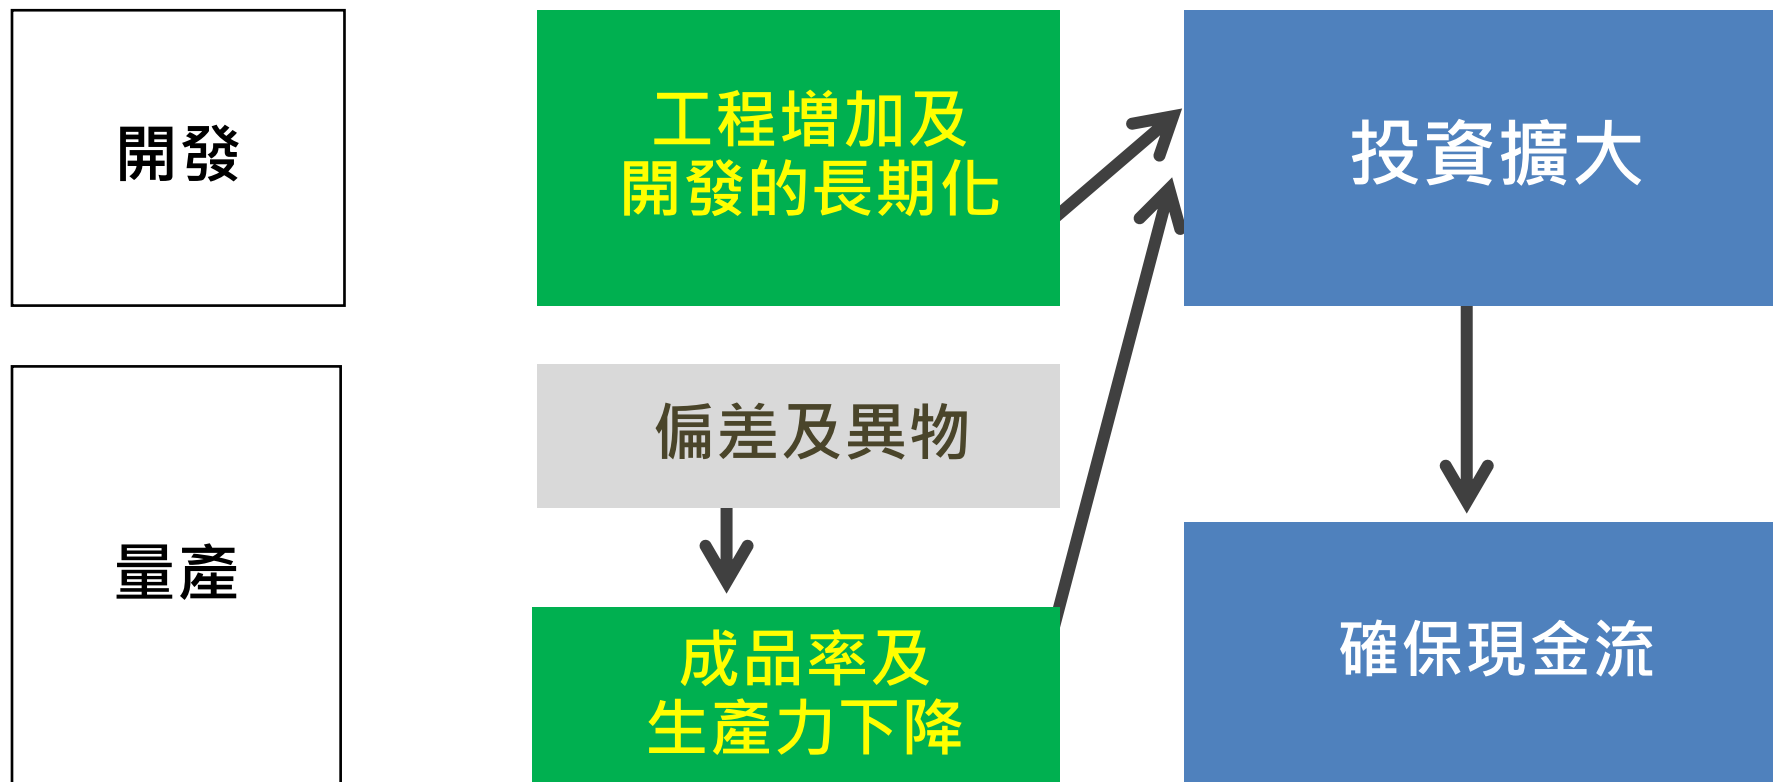 開發
工程增加及
開發的長期化
投資擴大
偏差及異物
量產
成品率及
生產力下降
確保現金流